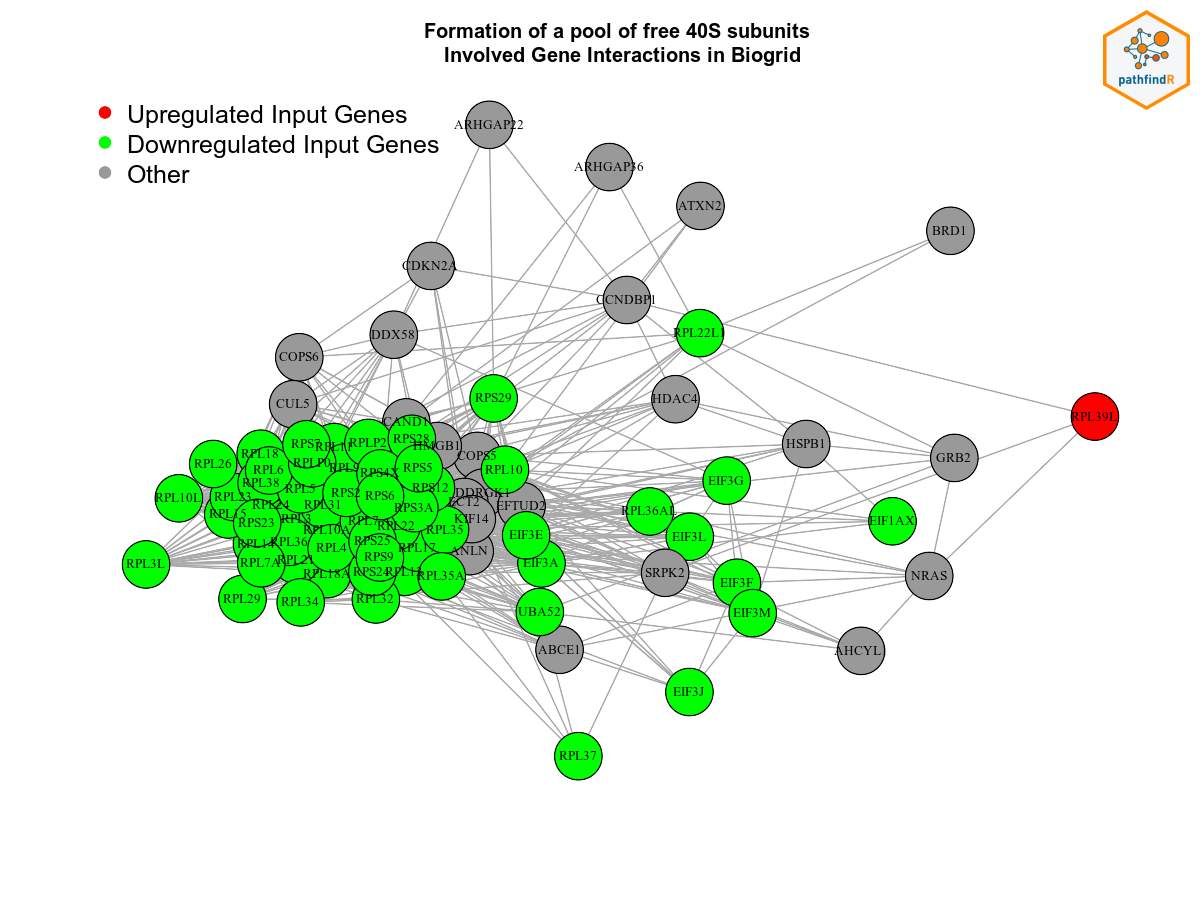 Formation of a pool of free 40S subunits
Involved Gene Interactions in Biogrid
pathfindR
Upregulated Input Genes
Downregulated Input Genes
Other
ARHGAP22
ARHGAP36
ATXN2
BRD1
CDKN2A
CCNDBP1
DDX58
RPL22L1
COPS6
RPS29
HDAC4
CUL5
RPL39L
CAND1
RPS28
RPS7
RPL11
RPLP2
HMGB1
HSPB1
RPL18
COPS5
GRB2
RPL26
RPLP0
RPL9
RPS5
RPL6
RPS4X
RPL10
RPL38
EIF3G
RPL5
RPS2
RPS6
RPS12
DDRGK1
RPL10L
RPL23
RPL24
RPL31
ECT2
EFTUD2
RPS3A
RPL15
RPL36AL
RPL3
RPL7
KIF14
EIF1AX
RPS23
RPL22
RPL10A
RPL35
EIF3E
EIF3L
RPL14
RPL36
RPS25
RPL4
RPL17
ANLN
RPL3L
RPL7A
RPL21
RPS9
EIF3A
RPL18A
RPS24
RPL35A
SRPK2
NRAS
EIF3F
RPL29
RPL34
RPL32
UBA52
EIF3M
ABCE1
AHCYL1
EIF3J
RPL37